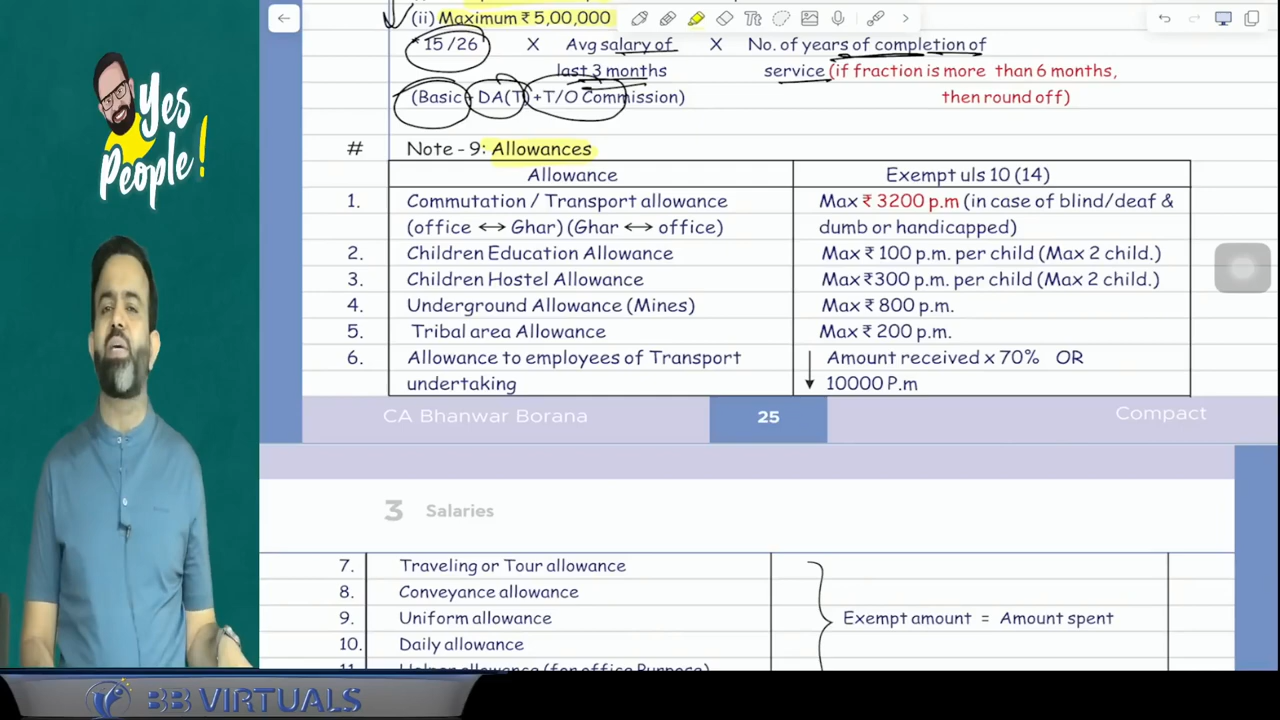 (ii) Maximum ₹ 5,00,000
* 15/26 X Avg salary of X No. of years of completion of
last 3 months service (if fraction is more than 6 months,
(Basic + DA(T) +T/O Commission) then round off)
Yes
People !
# Note - 9: Allowances
Allowance Exempt uls 10 (14)
1. Commutation / Transport allowance Max ₹ 3200 p.m (in case of blind/deaf &
(office ↔ Ghar) (Ghar ↔ office) dumb or handicapped)
2. Children Education Allowance Max ₹ 100 p.m. per child (Max 2 child.)
3. Children Hostel Allowance Max ₹300 p.m. per child (Max 2 child.)
4. Underground Allowance (Mines) Max ₹ 800 p.m.
5. Tribal area Allowance Max ₹ 200 p.m.
6. Allowance to employees of Transport Amount received x 70% OR
undertaking 10000 P.m
CA Bhanwar Borana 25 Compact
3 Salaries
7. Traveling or Tour allowance
8. Conveyance allowance
9. Uniform allowance Exempt amount = Amount spent
10. Daily allowance
11. Helper allowance (for office Purpose)
BB VIRTUALS